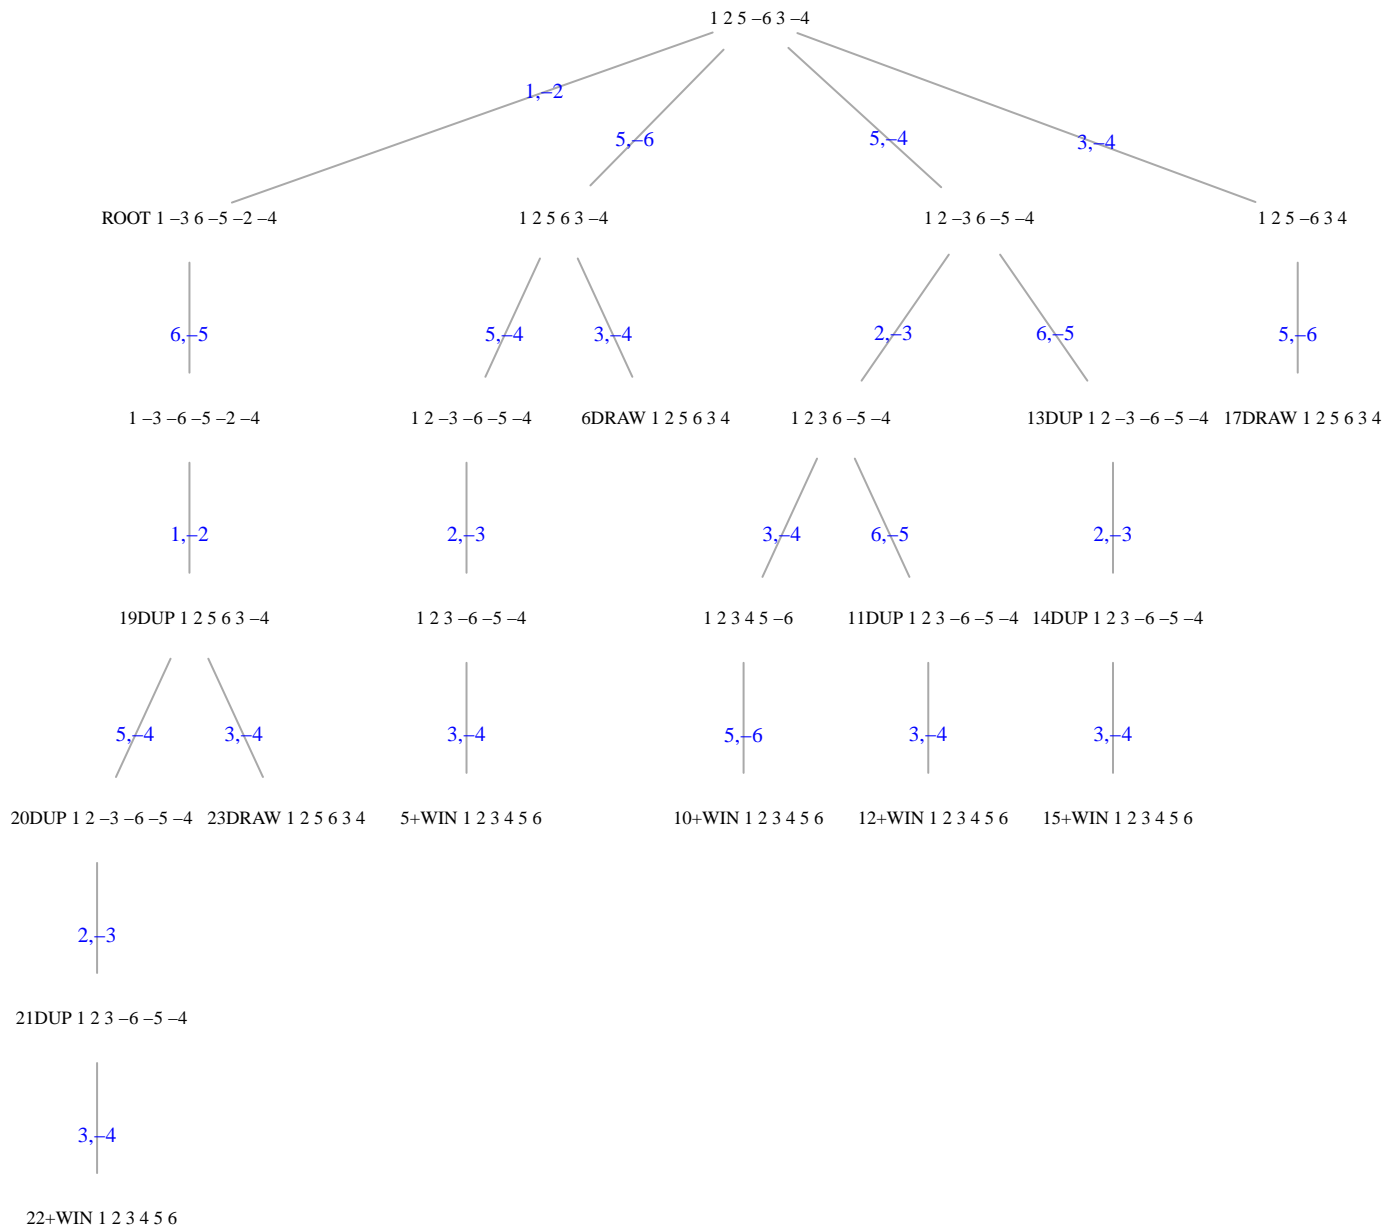 1 2 5 –6 3 –4
1,–2
5,–6
5,–4
3,–4
ROOT 1 –3 6 –5 –2 –4
1 2 5 6 3 –4
1 2 –3 6 –5 –4
1 2 5 –6 3 4
6,–5
5,–4
3,–4
2,–3
6,–5
5,–6
1 –3 –6 –5 –2 –4
1 2 –3 –6 –5 –4
6DRAW 1 2 5 6 3 4
1 2 3 6 –5 –4
13DUP 1 2 –3 –6 –5 –4
17DRAW 1 2 5 6 3 4
1,–2
2,–3
3,–4
6,–5
2,–3
19DUP 1 2 5 6 3 –4
1 2 3 –6 –5 –4
1 2 3 4 5 –6
11DUP 1 2 3 –6 –5 –4
14DUP 1 2 3 –6 –5 –4
5,–4
3,–4
3,–4
5,–6
3,–4
3,–4
20DUP 1 2 –3 –6 –5 –4
23DRAW 1 2 5 6 3 4
5+WIN 1 2 3 4 5 6
10+WIN 1 2 3 4 5 6
12+WIN 1 2 3 4 5 6
15+WIN 1 2 3 4 5 6
2,–3
21DUP 1 2 3 –6 –5 –4
3,–4
22+WIN 1 2 3 4 5 6